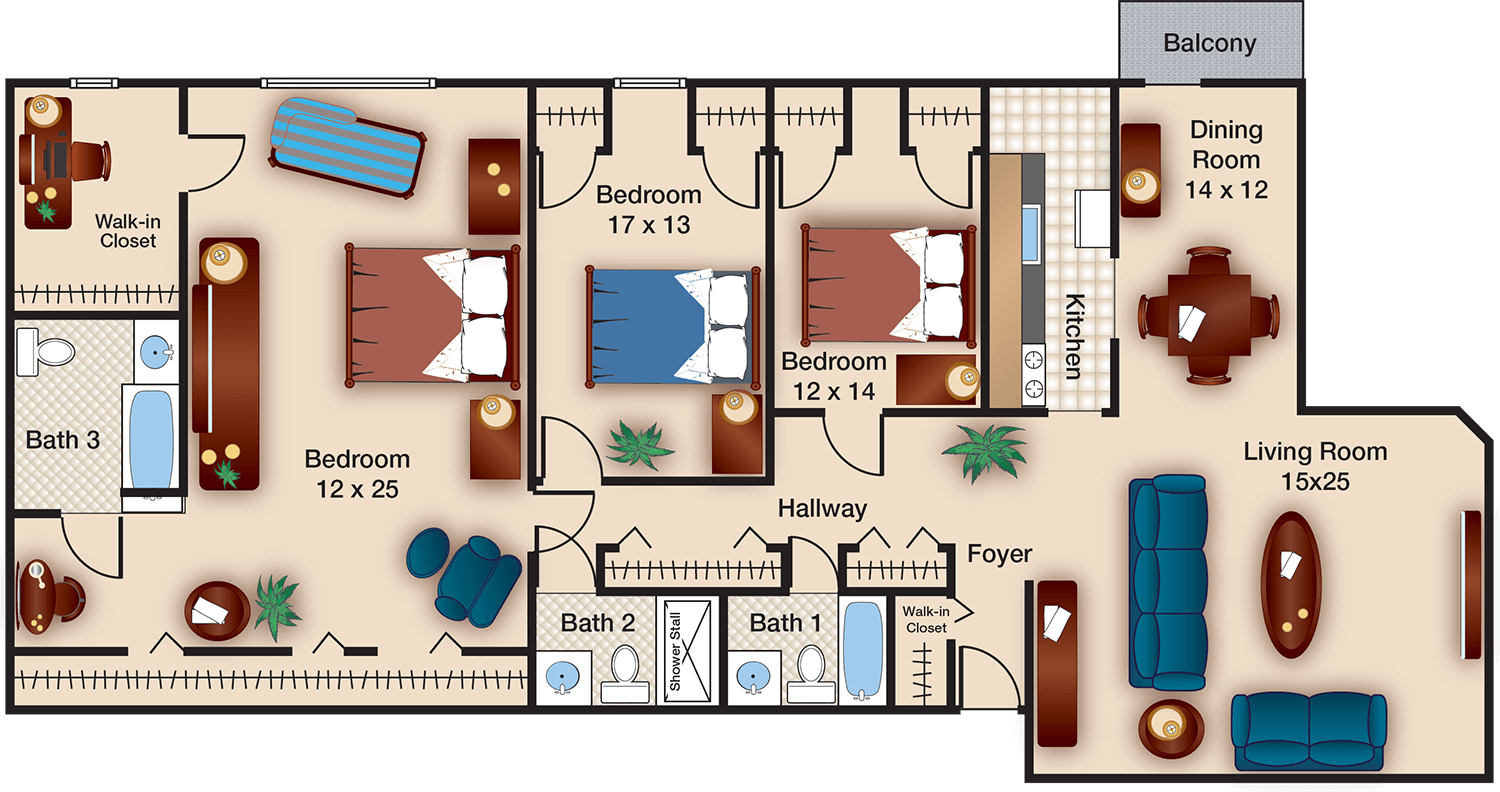 Balcony
Dining
Room
14 x 12
Walk-in
Closet
Bedroom
17 x 13
Kitchen
Bedroom
12 x 14
Bath 3
Bedroom
12 x 25
Living Room
15x25
Hallway
Foyer
Bath 2
Shower Stall
Bath 1
Walk-in
Closet